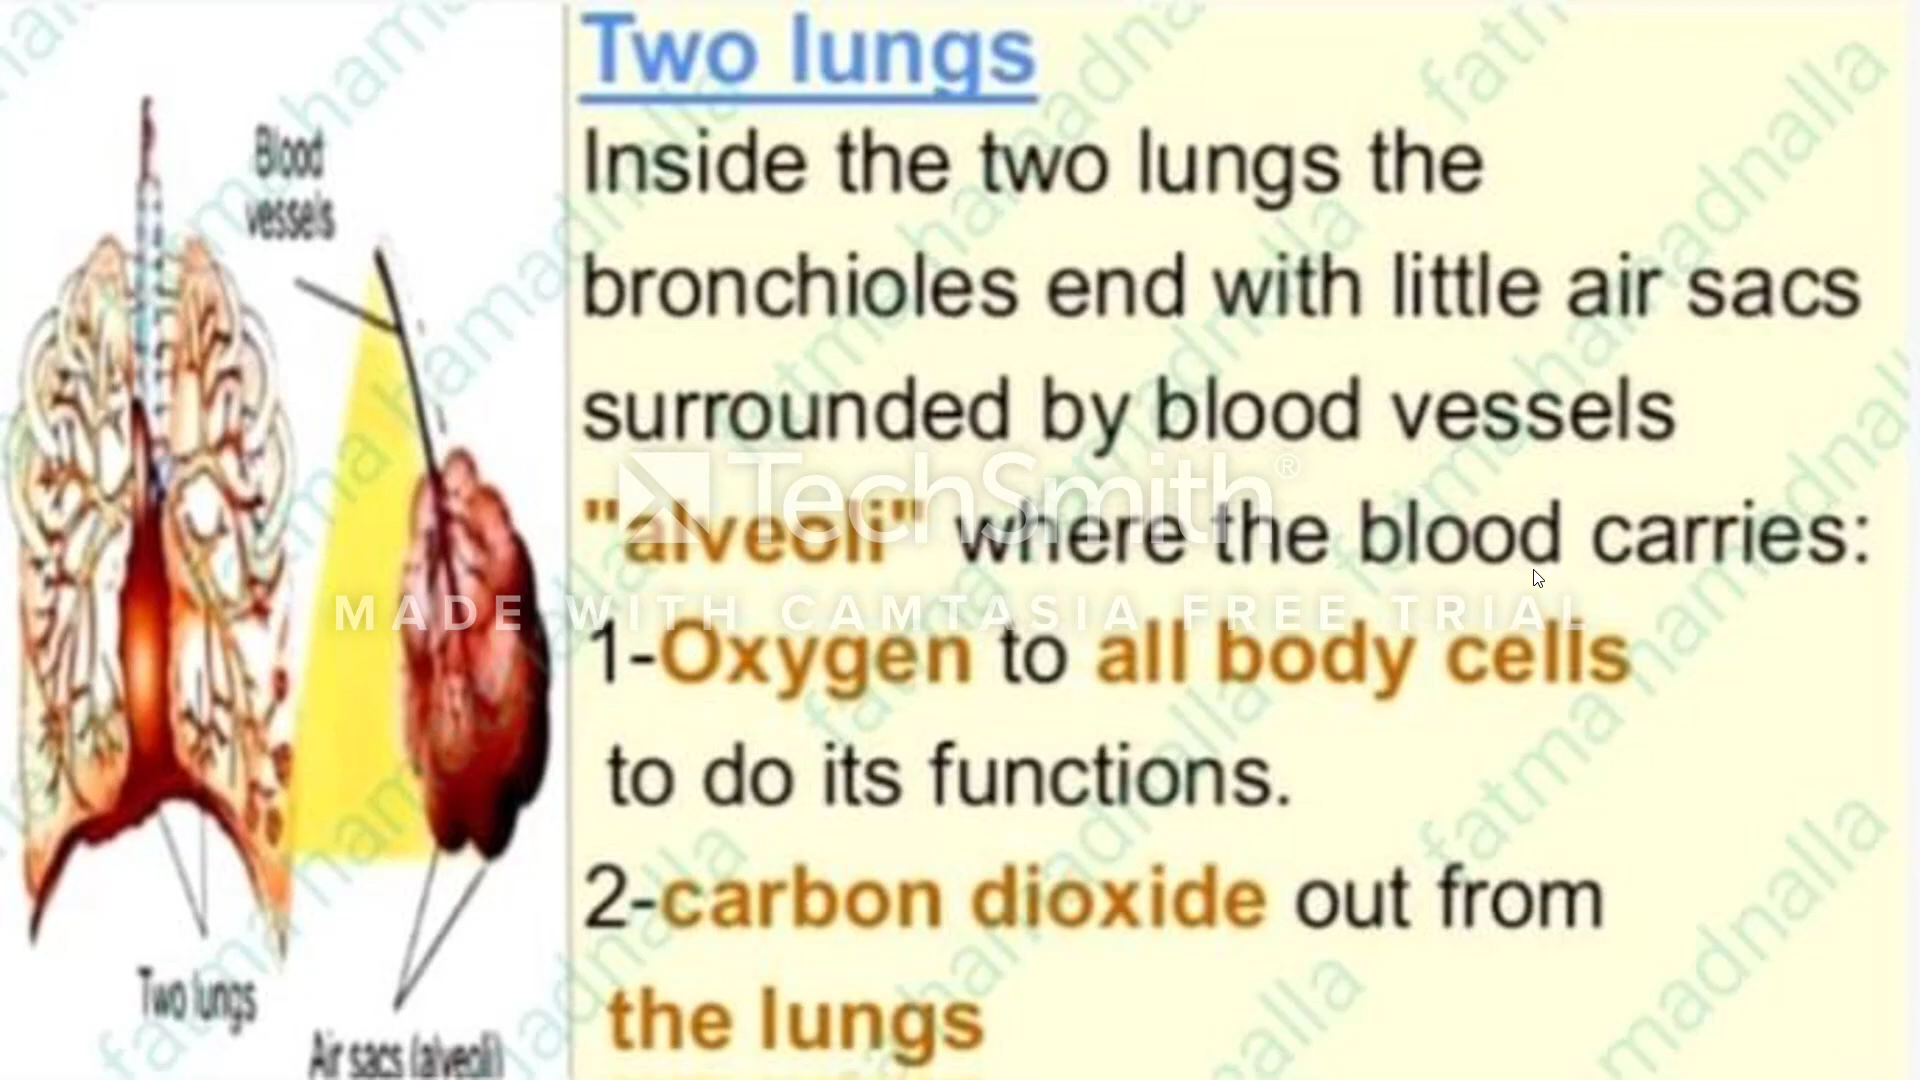 Two lungs
Blood
vessels
Inside the two lungs the
bronchioles end with little air sacs
surrounded by blood vessels
"alveoli" where the blood carries:
1-Oxygen to all body cells
to do its functions.
2-carbon dioxide out from
the lungs
Two lungs
Air sacs (alveoli)
TechSmith®
MADE WITH CAMTASIA FREE TRIAL
fatma hamadnalla